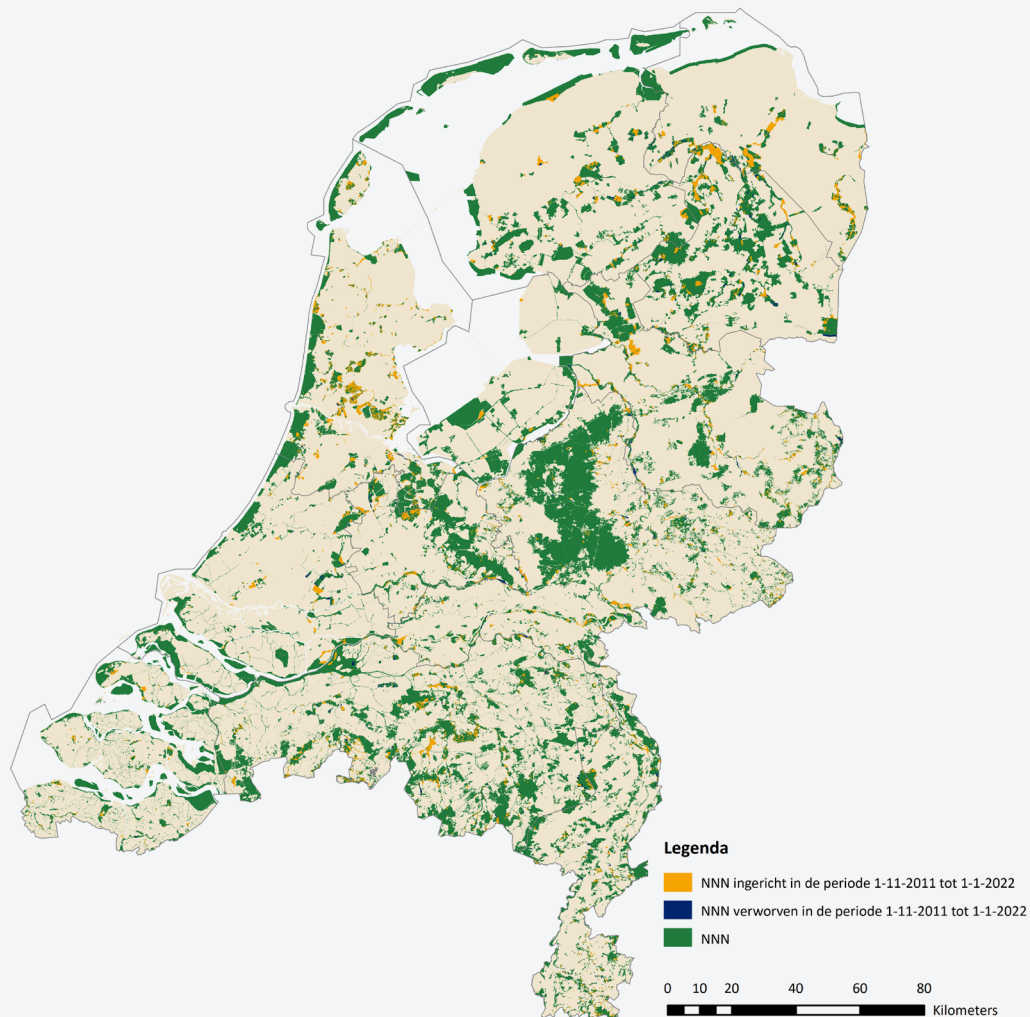 Legenda
NNN ingericht in de periode 1-11-2011 tot 1-1-2022
NNN verworven in de periode 1-11-2011 tot 1-1-2022
NNN
0 10 20 40 60 80
Kilometers